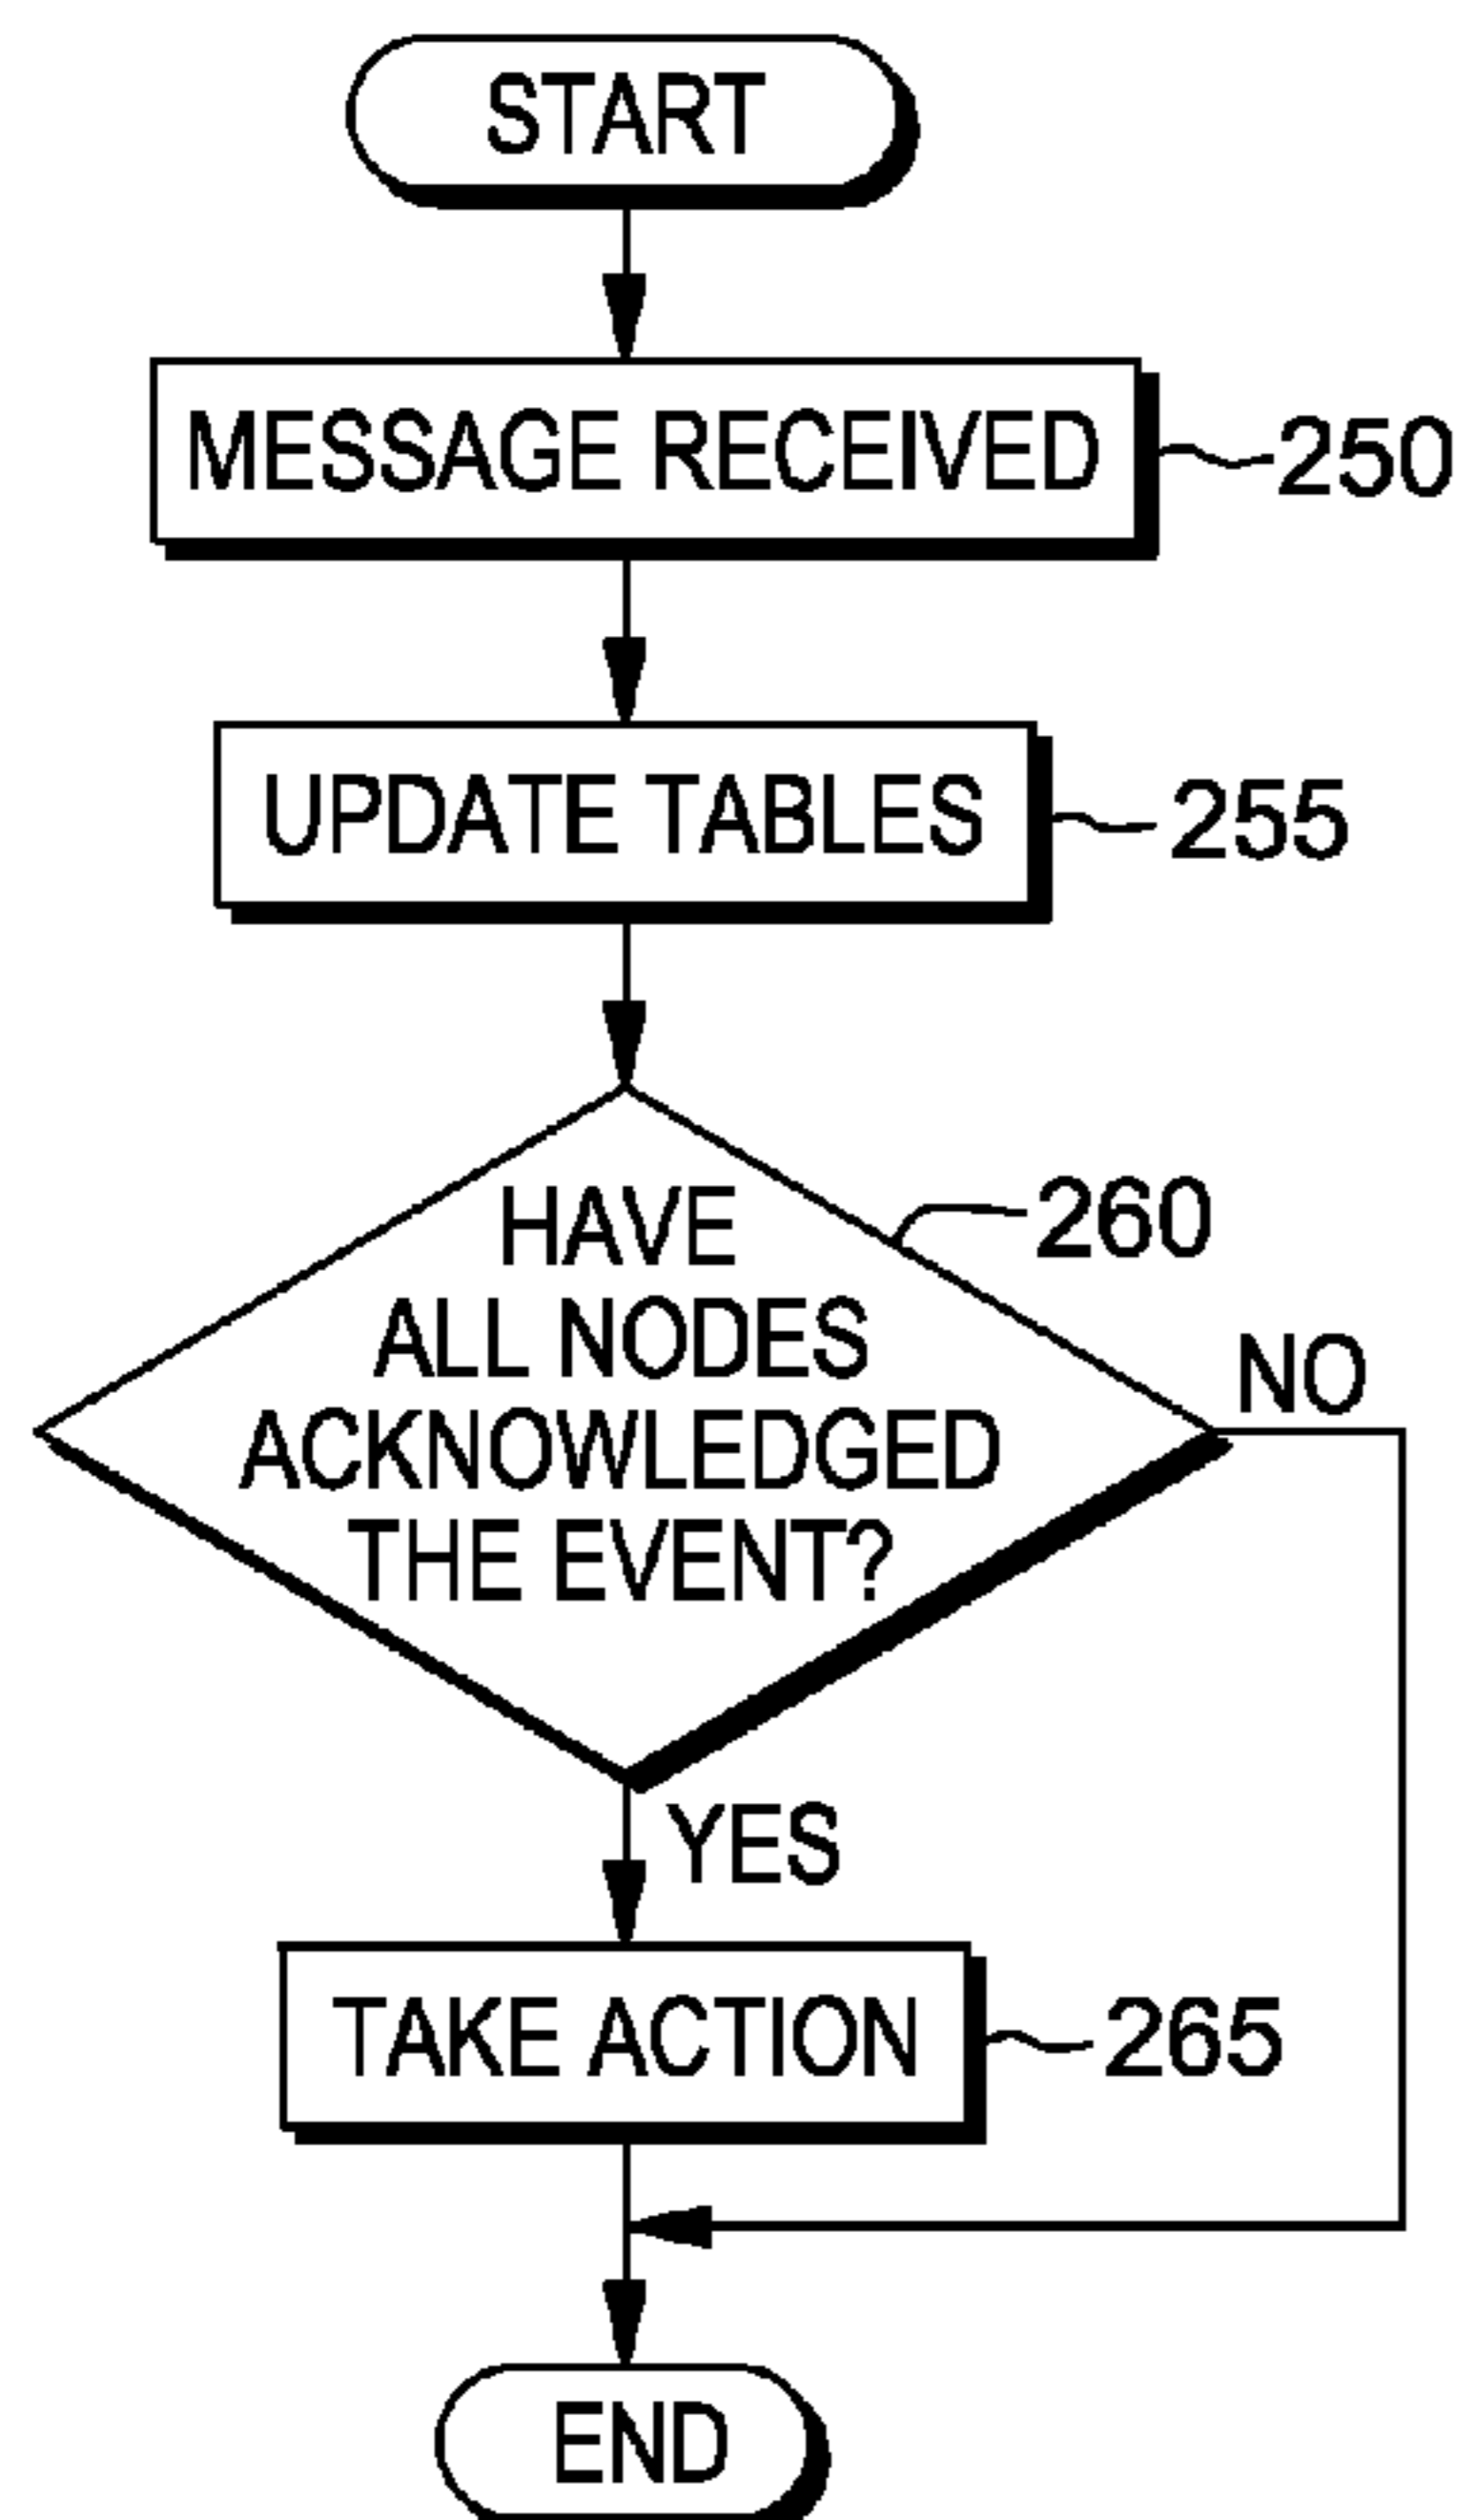 START
MESSAGE RECEIVED
250
UPDATE TABLES
255
HAVE
260
ALL NODES
ACKNOWLEDGED
THE EVENT?
NO
YES
TAKE ACTION
265
END